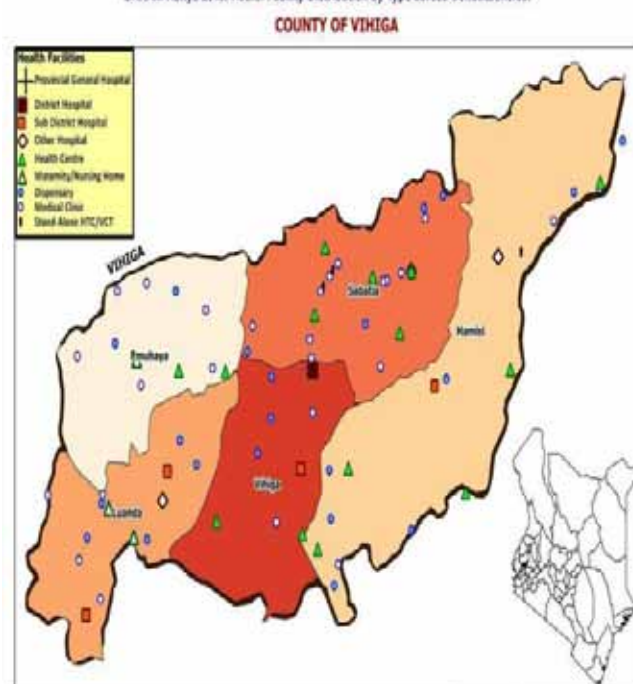 COUNTY OF VIHIGA
Health Facilities
Provincial General Hospital
District Hospital
Sub District Hospital
Other Hospital
Health Centre
Maternity/Nursing Home
Dispensary
Medical Clinic
Stand Alone HTC/VCT
VIHIGA
Sabatia
Hamisi
Emuhaya
Vihiga
Luanda